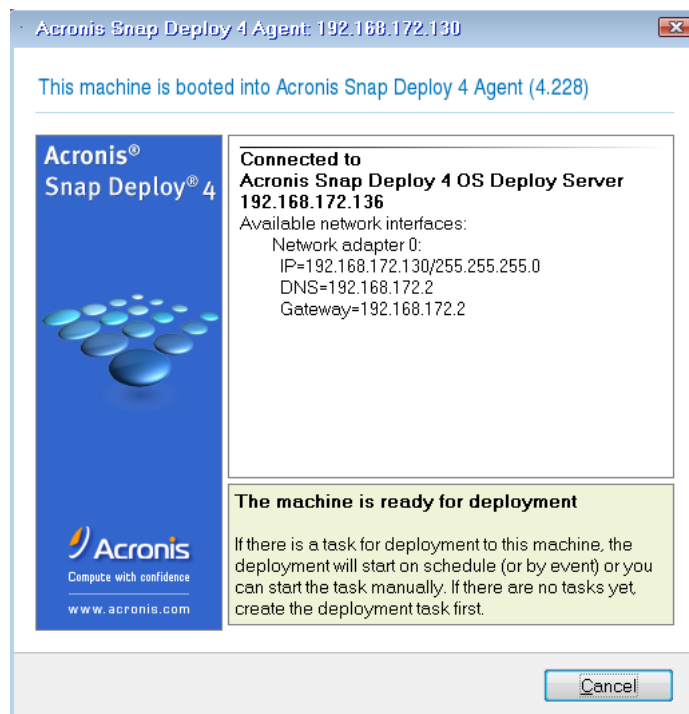 Acronis Snap Deploy 4 Agent: 192.168.172.130
This machine is booted into Acronis Snap Deploy 4 Agent (4.228)
Acronis®
Snap Deploy® 4
Connected to
Acronis Snap Deploy 4 OS Deploy Server
192.168.172.136
Available network interfaces:
Network adapter 0:
IP=192.168.172.130/255.255.255.0
DNS=192.168.172.2
Gateway=192.168.172.2
Acronis
Compute with confidence
www.acronis.com
The machine is ready for deployment
If there is a task for deployment to this machine, the
deployment will start on schedule (or by event) or you
can start the task manually. If there are no tasks yet,
create the deployment task first.
Cancel